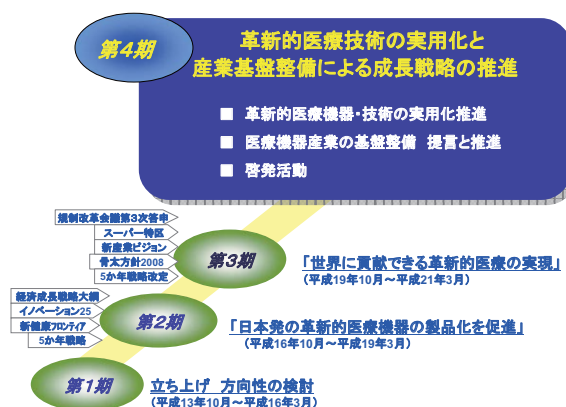 第4期
革新的医療技術の実用化と
産業基盤整備による成長戦略の推進
■ 革新的医療機器・技術の実用化推進
■ 医療機器産業の基盤整備 提言と推進
■ 啓発活動
規制改革会議第3次答申
スーパー特区
新産業ビジョン
骨太方針2008
5か年戦略改定
第3期
「世界に貢献できる革新的医療の実現」
(平成19年10月～平成21年3月)
経済成長戦略大綱
イノベーション25
新健康フロンティア
5か年戦略
第2期
「日本発の革新的医療機器の製品化を促進」
(平成16年10月～平成19年3月)
第1期
立ち上げ 方向性の検討
(平成13年10月～平成16年3月)